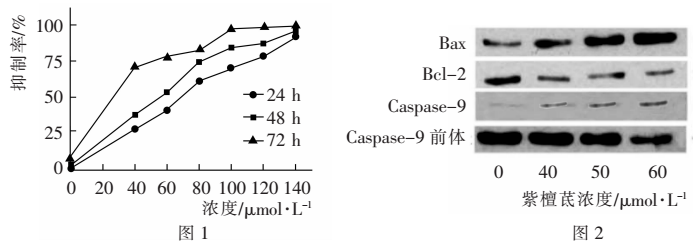 抑制率/%
100
75
50
25
0
24 h
48 h
72 h
0 20 40 60 80 100 120 140
浓度/μmol·L⁻¹
图 1
Bax
Bcl-2
Caspase-9
Caspase-9 前体
0 40 50 60
紫檀芪浓度/μmol·L⁻¹
图 2